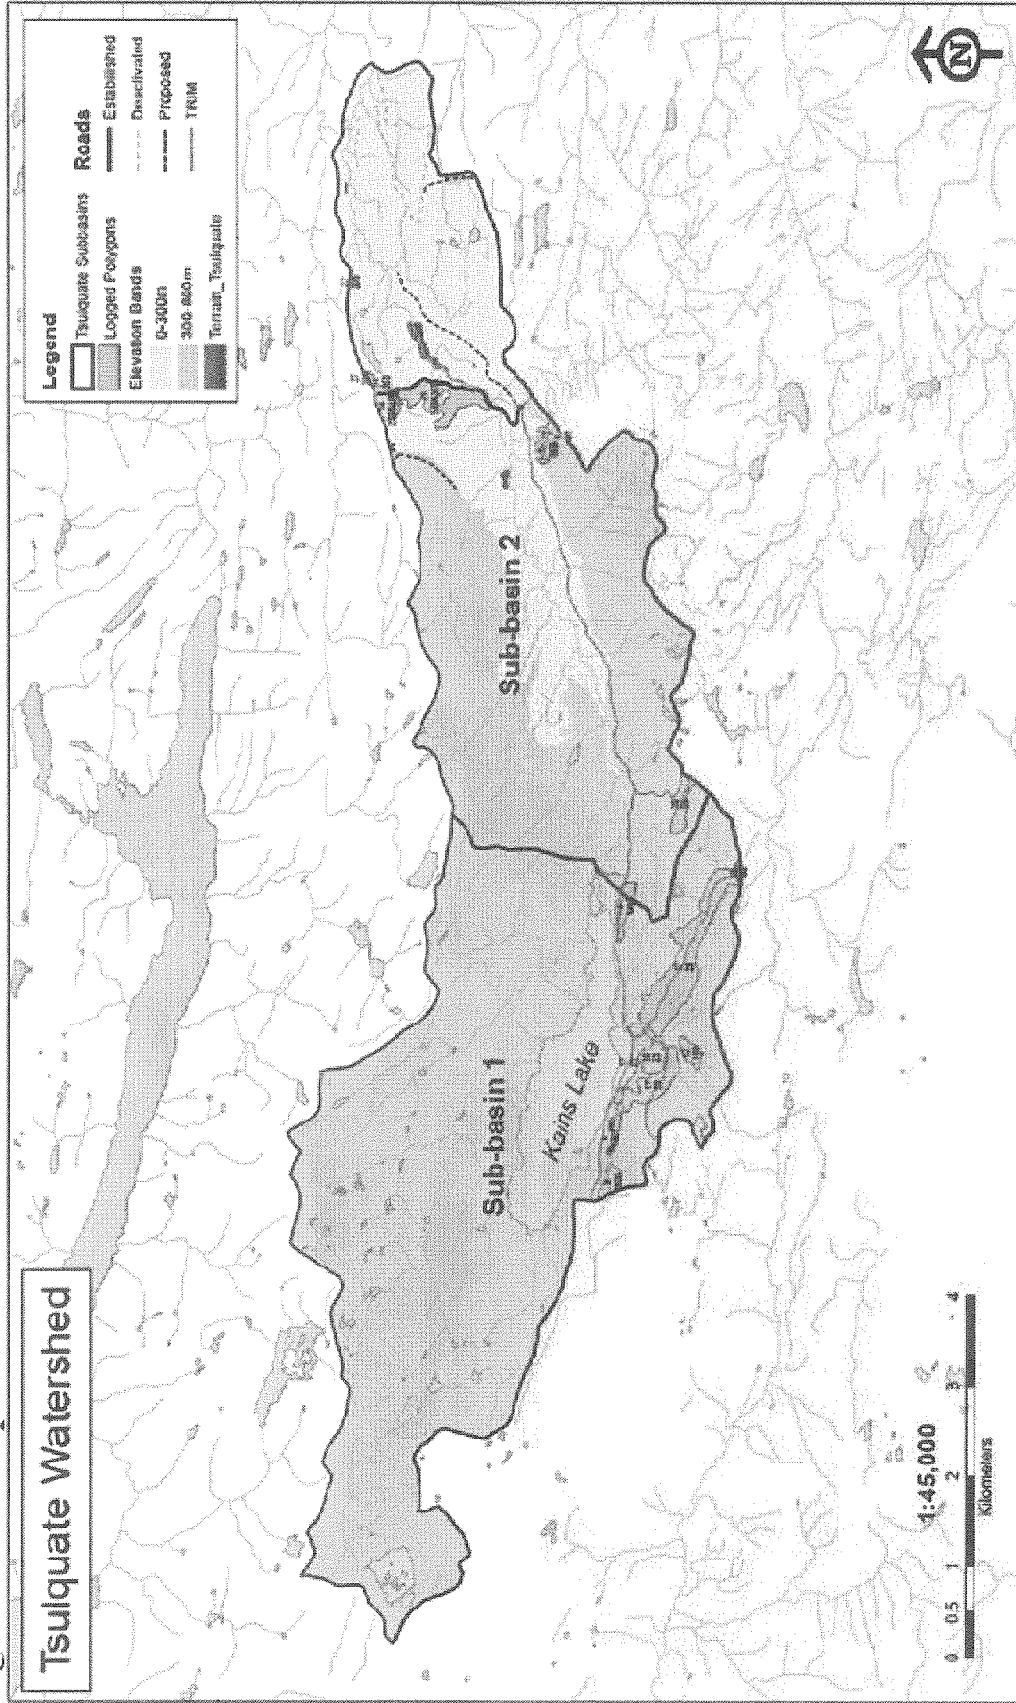 Tsulquate Watershed
Legend
Tsulquate Subbasins
Logged Polygons
Elevation Bands
0-300m
300-800m
Terrain_Tsulquate
Roads
Established
Deactivated
Proposed
TRIM
N
Sub-basin 1
Sub-basin 2
Kains Lake
1:45,000
0 0.5 1 2 3 4
Kilometers